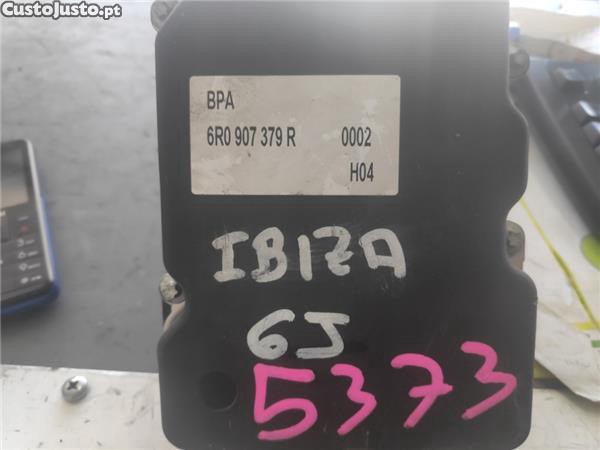 CustoJusto.pt
BPA
6R0 907 379 R 0002
H04
IBIZA
6J
5373